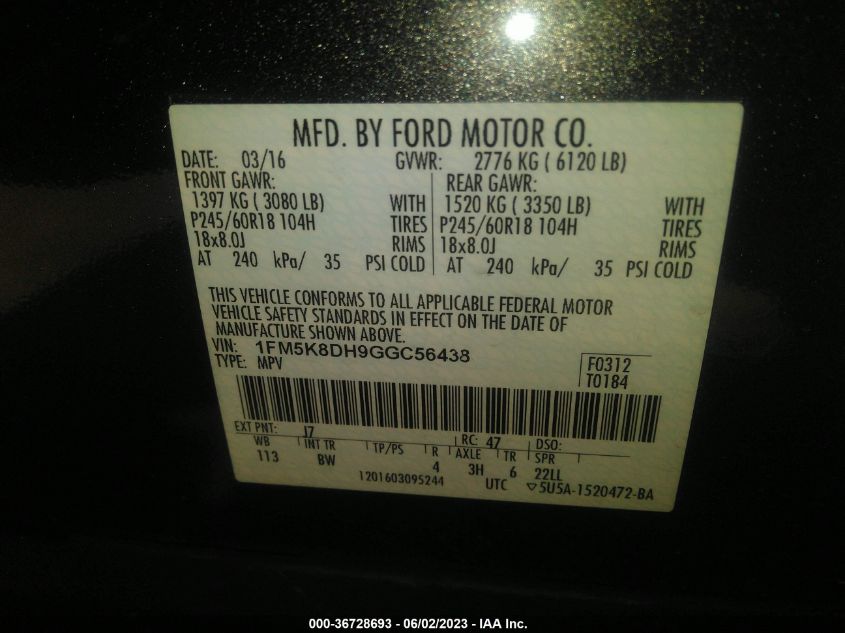 MFD. BY FORD MOTOR CO.
DATE: 03/16 GVWR: 2776 KG ( 6120 LB)
FRONT GAWR: REAR GAWR:
1397 KG ( 3080 LB) WITH 1520 KG ( 3350 LB) WITH
P245/60R18 104H TIRES P245/60R18 104H TIRES
18x8.0J RIMS 18x8.0J RIMS
AT 240 kPa/ 35 PSI COLD AT 240 kPa/ 35 PSI COLD
THIS VEHICLE CONFORMS TO ALL APPLICABLE FEDERAL MOTOR
VEHICLE SAFETY STANDARDS IN EFFECT ON THE DATE OF
MANUFACTURE SHOWN ABOVE.
VIN: 1FM5K8DH9GGC56438
TYPE: MPV
F0312
T0184
EXT PNT: J7 RC: 47 DSO:
WB INT TR TP/PS R AXLE TR SPR
113 BW 4 3H 6 22LL
1201603095244 UTC ▽5U5A-1520472-BA
000-36728693 - 06/02/2023 - IAA Inc.